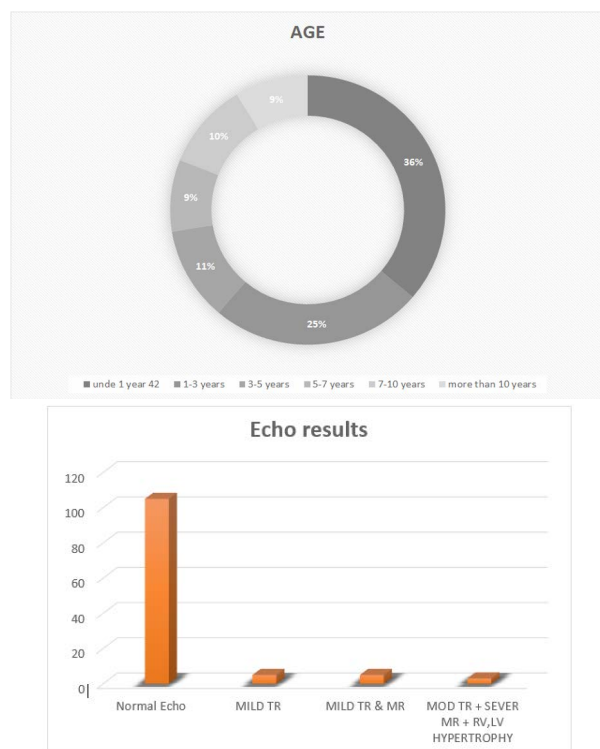 AGE
9%
36%
10%
9%
11%
25%
unde 1 year 42 1-3 years 3-5 years 5-7 years 7-10 years more than 10 years
Echo results
120
100
80
60
40
20
0
Normal Echo MILD TR MILD TR & MR MOD TR + SEVER
MR + RV,LV
HYPERTROPHY